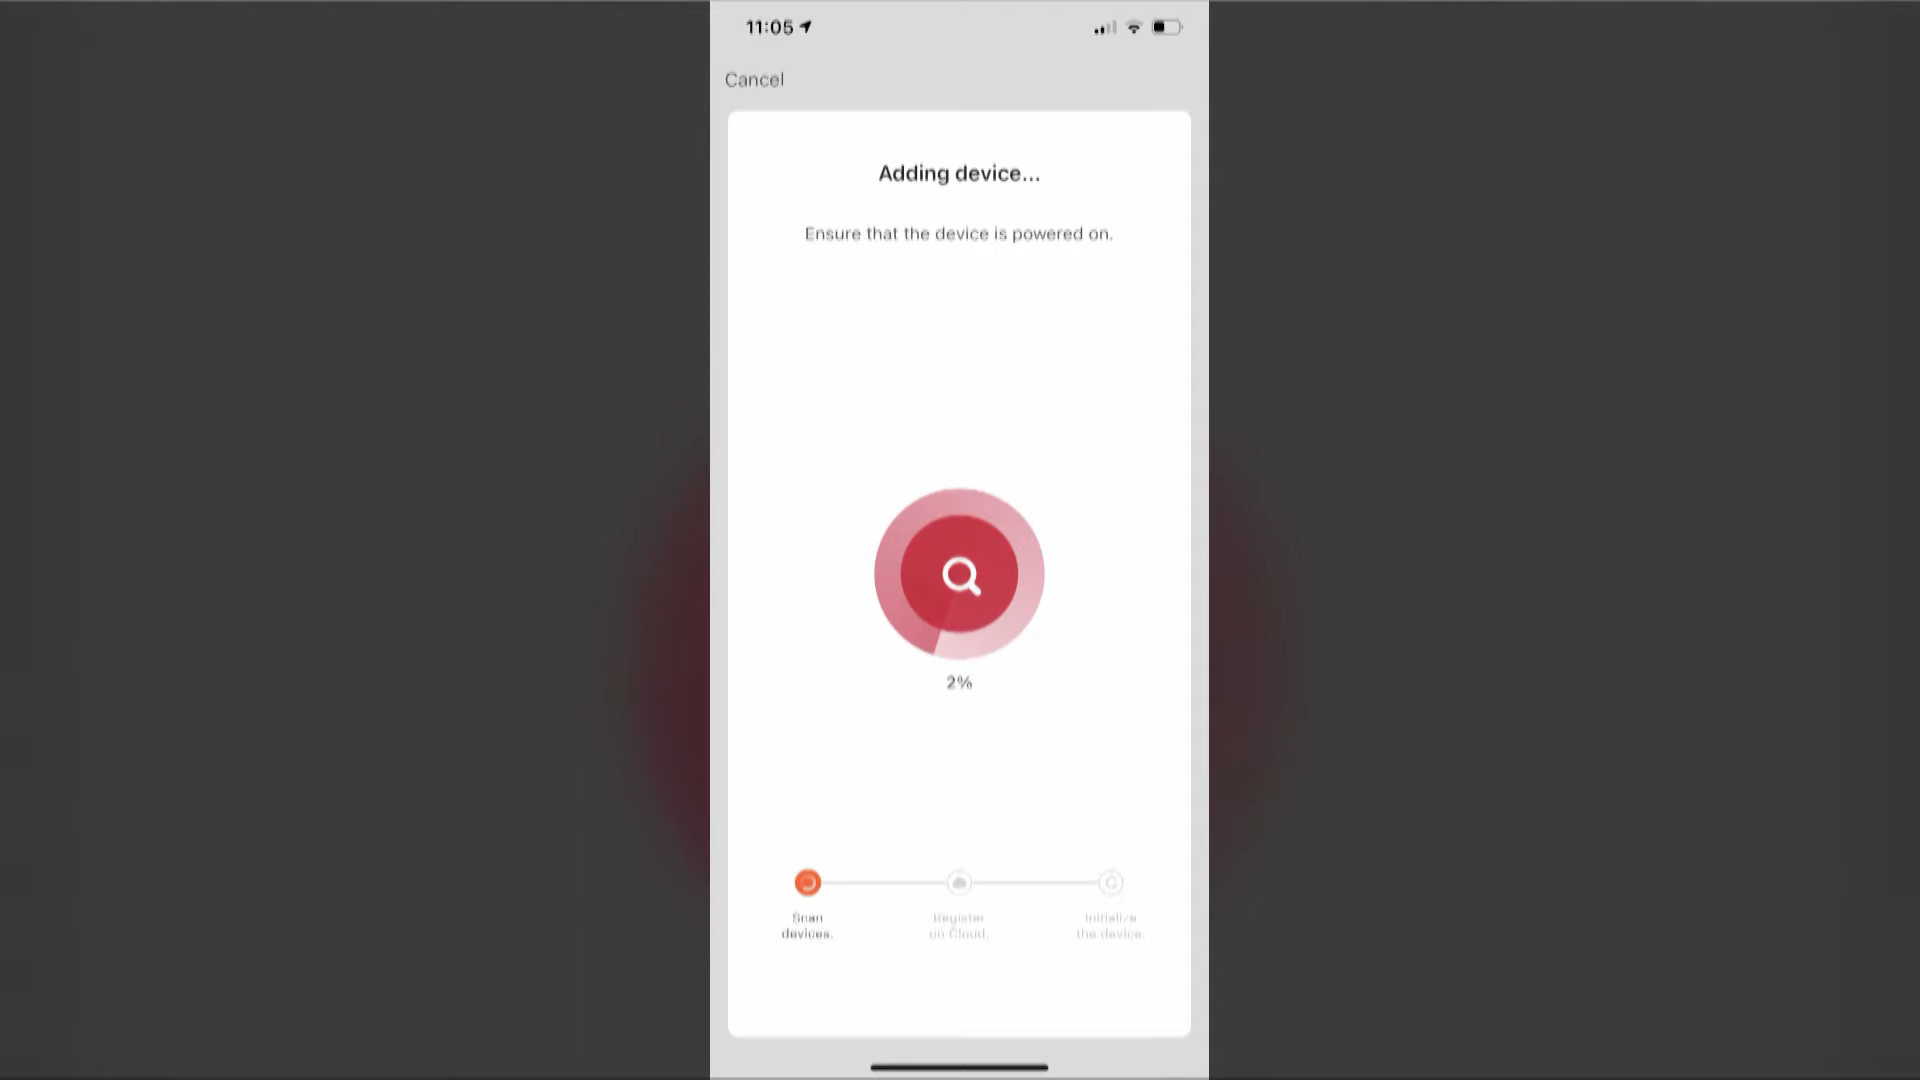 11:05
Cancel
Adding device...
Ensure that the device is powered on.
2%
Scan
devices.
Register
on Cloud.
Initialize
the device.